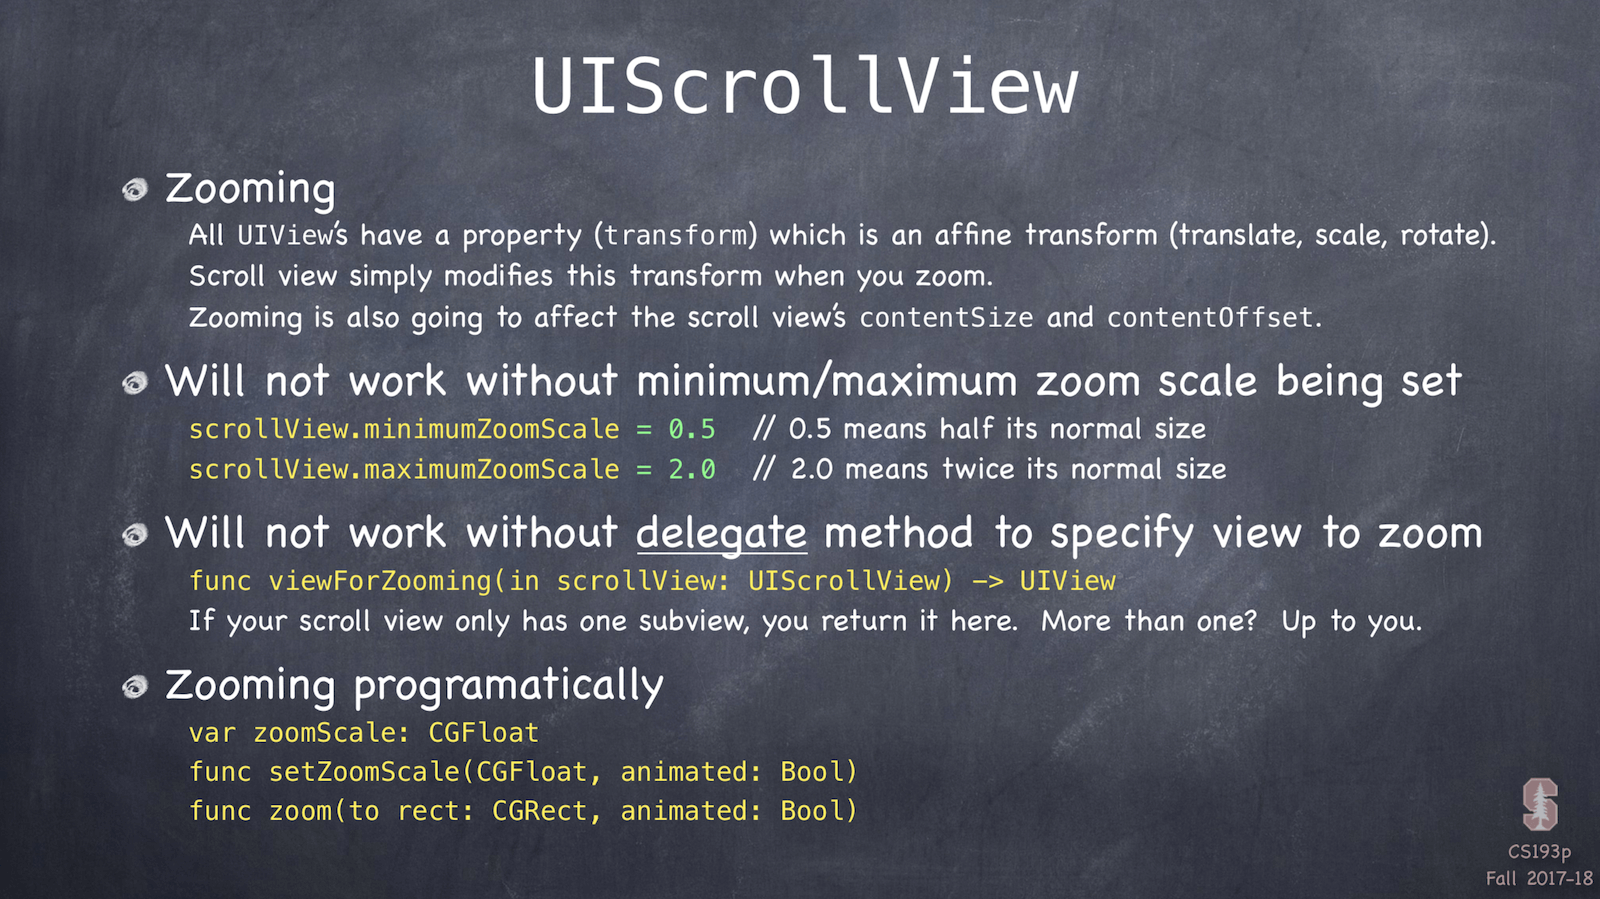 UIScrollView
Zooming
All UIView's have a property (transform) which is an affine transform (translate, scale, rotate).
Scroll view simply modifies this transform when you zoom.
Zooming is also going to affect the scroll view's contentSize and contentOffset.
Will not work without minimum/maximum zoom scale being set
scrollView.minimumZoomScale = 0.5 // 0.5 means half its normal size
scrollView.maximumZoomScale = 2.0 // 2.0 means twice its normal size
Will not work without delegate method to specify view to zoom
func viewForZooming(in scrollView: UIScrollView) -> UIView
If your scroll view only has one subview, you return it here. More than one? Up to you.
Zooming programatically
var zoomScale: CGFloat
func setZoomScale(CGFloat, animated: Bool)
func zoom(to rect: CGRect, animated: Bool)
S
CS193p
Fall 2017-18